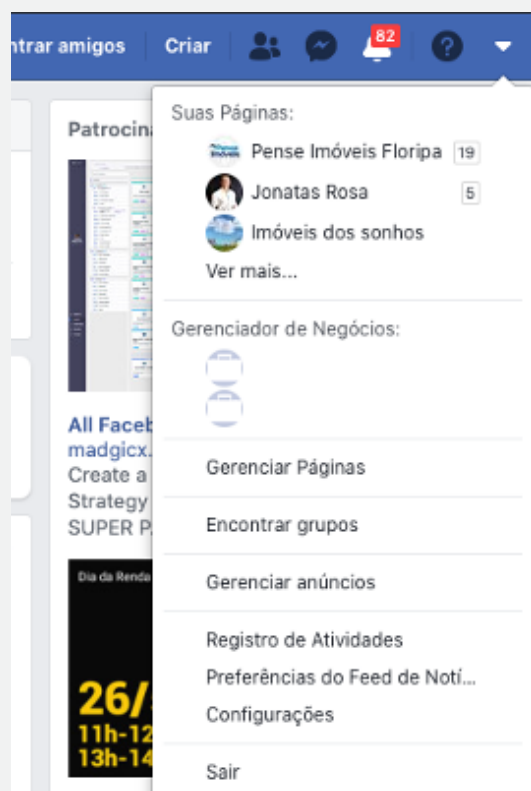 ntrar amigos
Criar
82
Suas Páginas:
Pense Imóveis Floripa 19
Jonatas Rosa 5
Imóveis dos sonhos
Ver mais...
Gerenciador de Negócios:
Gerenciar Páginas
Encontrar grupos
Gerenciar anúncios
Registro de Atividades
Preferências do Feed de Notí...
Configurações
Sair
Patrocina
All Faceb
madgicx.
Create a
Strategy
SUPER P
Dia da Renda
26/
11h-12
13h-14